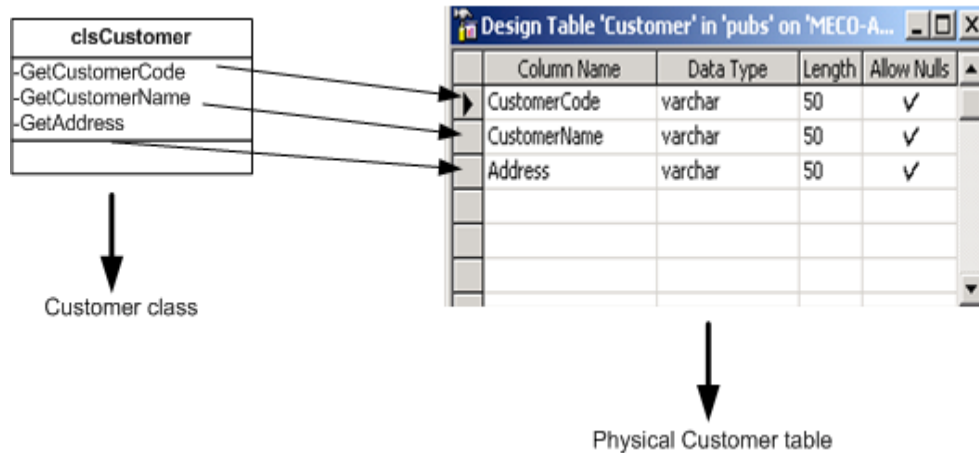 clsCustomer
-GetCustomerCode
-GetCustomerName
-GetAddress
Customer class
Design Table 'Customer' in 'pubs' on 'MECO-A...
Column Name Data Type Length Allow Nulls
CustomerCode varchar 50
CustomerName varchar 50
Address varchar 50
Physical Customer table